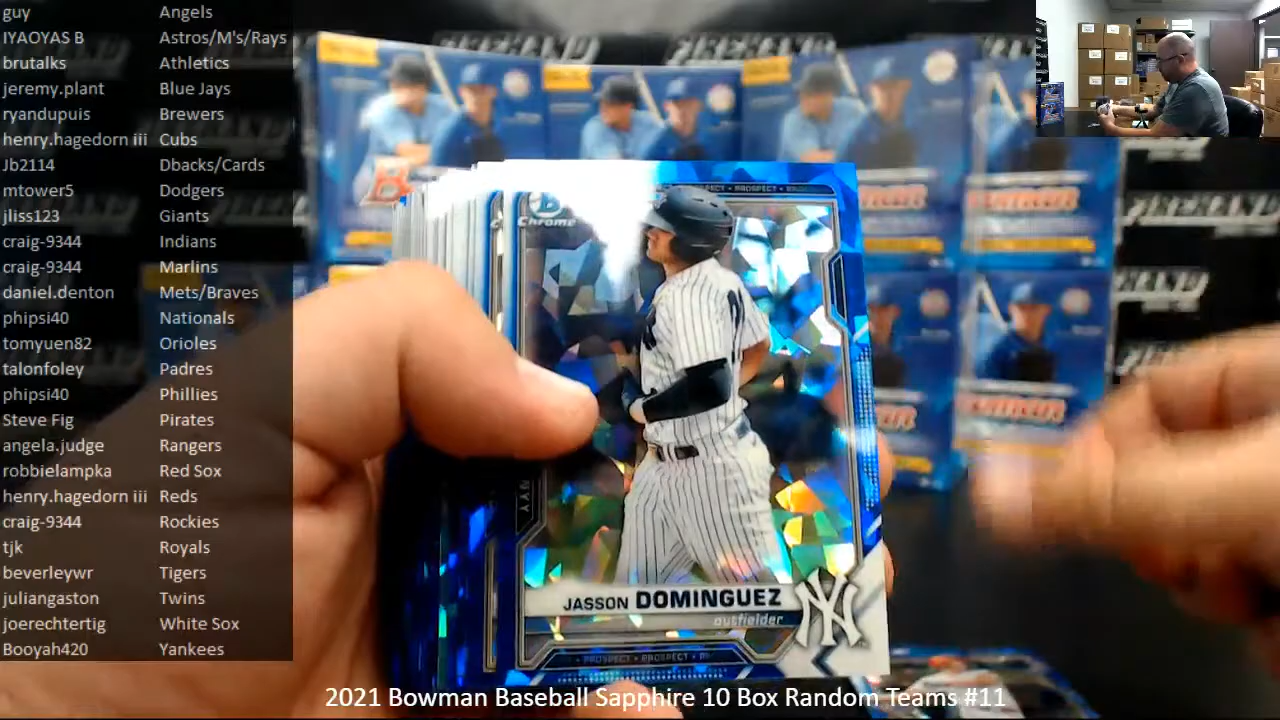 guy Angels
IYAOYAS B Astros/M's/Rays
brutalks Athletics
jeremy.plant Blue Jays
ryandupuis Brewers
henry.hagedorn iii Cubs
Jb2114 Dbacks/Cards
mtower5 Dodgers
jliss123 Giants
craig-9344 Indians
craig-9344 Marlins
daniel.denton Mets/Braves
phipsi40 Nationals
tomyuen82 Orioles
talonfoley Padres
phipsi40 Phillies
Steve Fig Pirates
angela.judge Rangers
robbielampka Red Sox
henry.hagedorn iii Reds
craig-9344 Rockies
tjk Royals
beverleywr Tigers
juliangaston Twins
joerechtertig White Sox
Booyah420 Yankees
PROSPECT
B
Chrome
JASSON DOMINGUEZ
outfielder
NY
PROSPECT • PROSPECT
2021 Bowman Baseball Sapphire 10 Box Random Teams #11